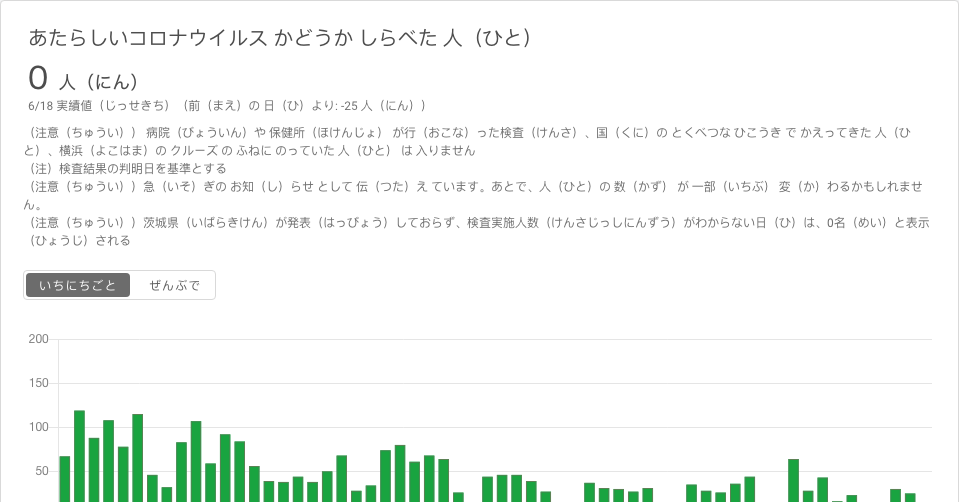 あたらしいコロナウイルス かどうか しらべた 人（ひと）
0 人（にん）
6/18 実績値（じっせきち）（前（まえ）の 日（ひ）より: -25 人（にん））
（注意（ちゅうい）） 病院（びょういん）や 保健所（ほけんじょ） が行（おこな）った検査（けんさ）、国（くに）の とくべつな ひこうき で かえってきた 人（ひ
と）、横浜（よこはま）の クルーズ の ふねに のっていた 人（ひと） は 入りません
（注）検査結果の判明日を基準とする
（注意（ちゅうい））急（いそ）ぎの お知（し）らせ として 伝（つた）え ています。あとで、人（ひと）の 数（かず） が 一部（いちぶ） 変（か）わるかもしれませ
ん。
（注意（ちゅうい））茨城県（いばらきけん）が発表（はっぴょう）しておらず、検査実施人数（けんさじっしにんずう）がわからない日（ひ）は、0名（めい）と表示
（ひょうじ）される
いちにちごと ぜんぶで
200
150
100
50